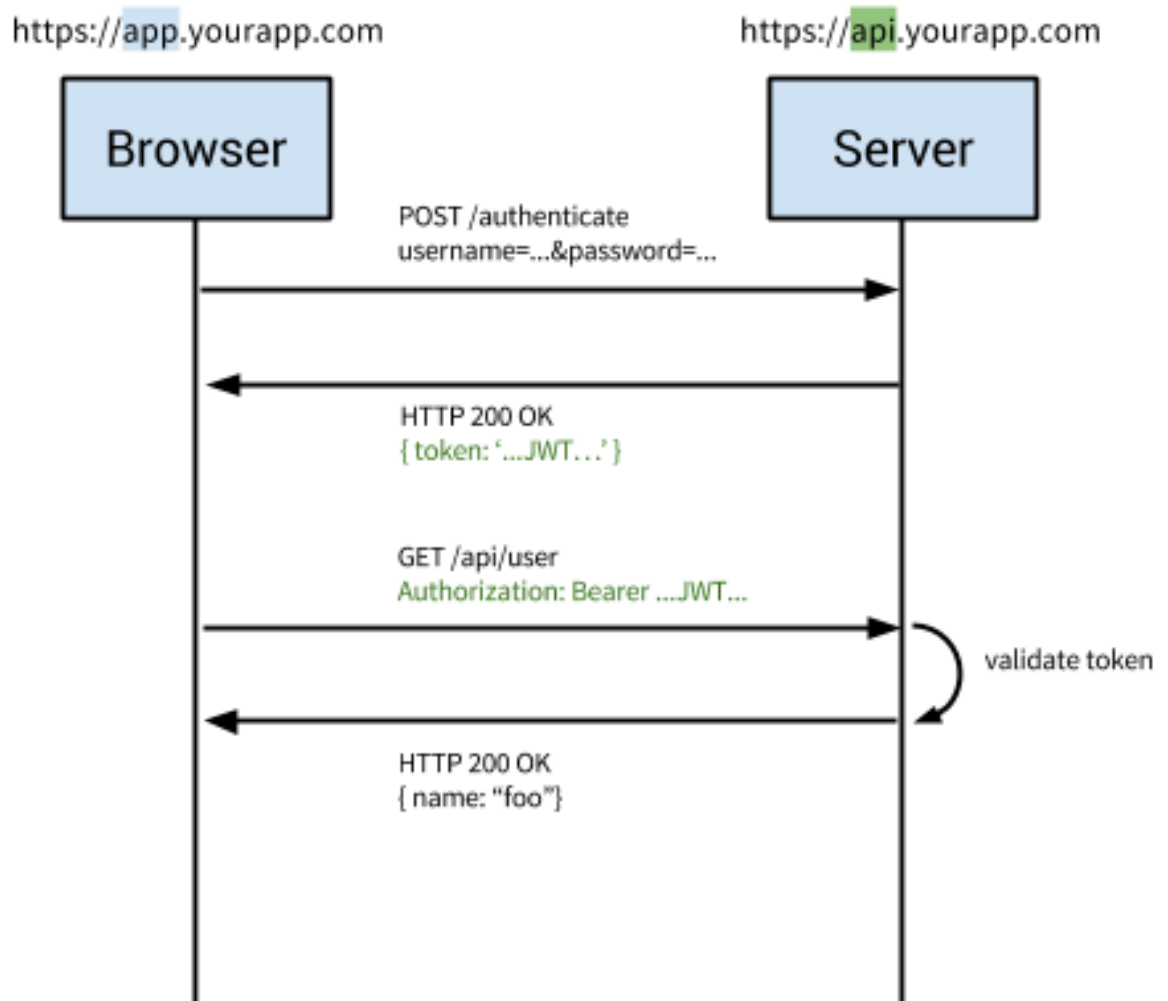 https://app.yourapp.com
https://api.yourapp.com
Browser
Server
POST /authenticate
username=...&password=...
HTTP 200 OK
{ token: ‘...JWT...’ }
GET /api/user
Authorization: Bearer ...JWT...
validate token
HTTP 200 OK
{ name: “foo”}